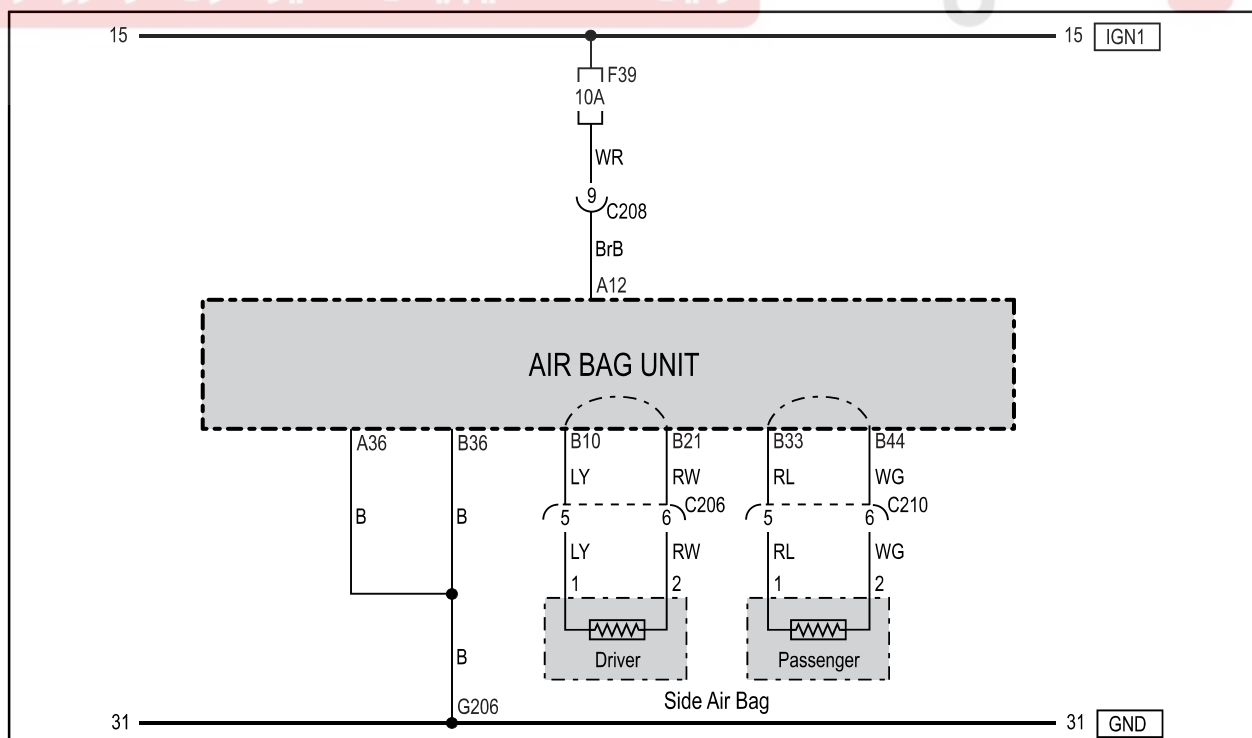 15
15 IGN1
F39
10A
WR
9
C208
BrB
A12
AIR BAG UNIT
A36 B36 B10 B21 B33 B44
LY RW RL WG
B B
5 6 C206 5 6 C210
LY RW RL WG
1 2 1 2
B
Driver Passenger
Side Air Bag
G206
31
31 GND